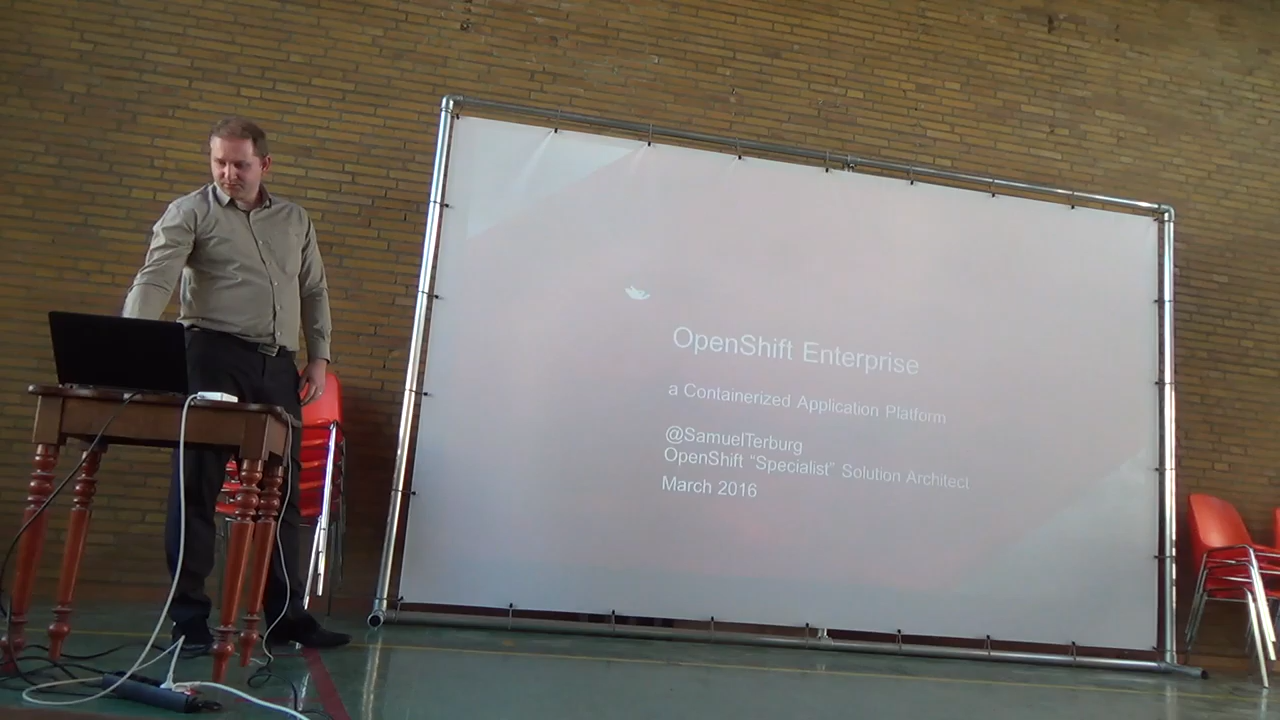 OpenShift Enterprise
a Containerized Application Platform
@SamuelTerburg
OpenShift “Specialist” Solution Architect
March 2016